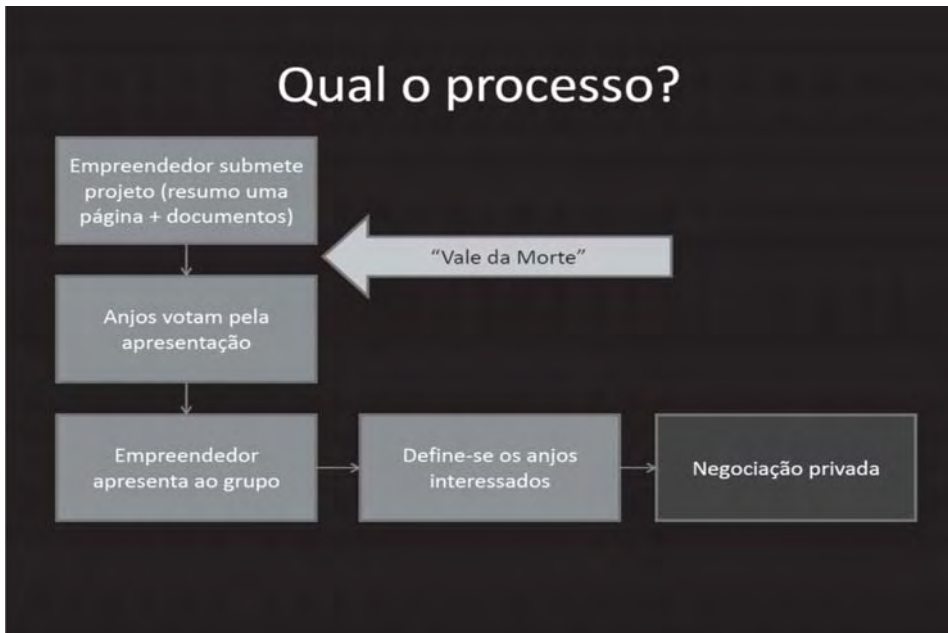 Qual o processo?
Empreendedor submete
projeto (resumo uma
página + documentos)
“Vale da Morte”
Anjos votam pela
apresentação
Empreendedor
apresenta ao grupo
Define-se os anjos
interessados
Negociação privada